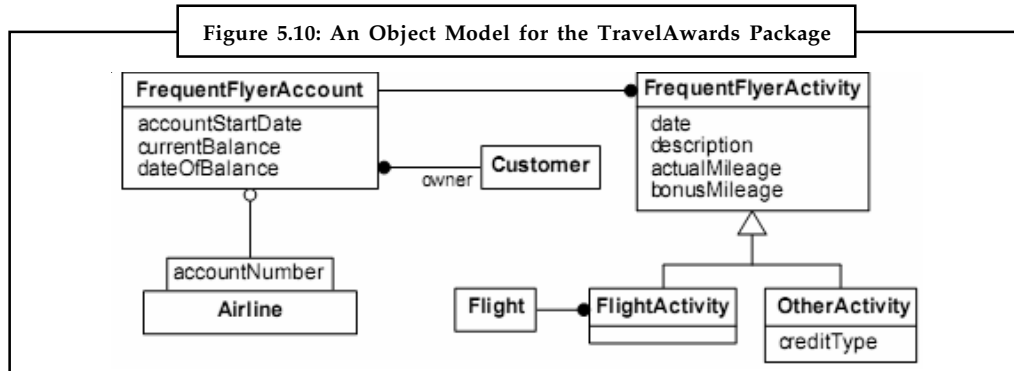 Figure 5.10: An Object Model for the TravelAwards Package
FrequentFlyerAccount
accountStartDate
currentBalance
dateOfBalance
FrequentFlyerActivity
date
description
actualMileage
bonusMileage
owner
Customer
accountNumber
Airline
Flight
FlightActivity
OtherActivity
creditType